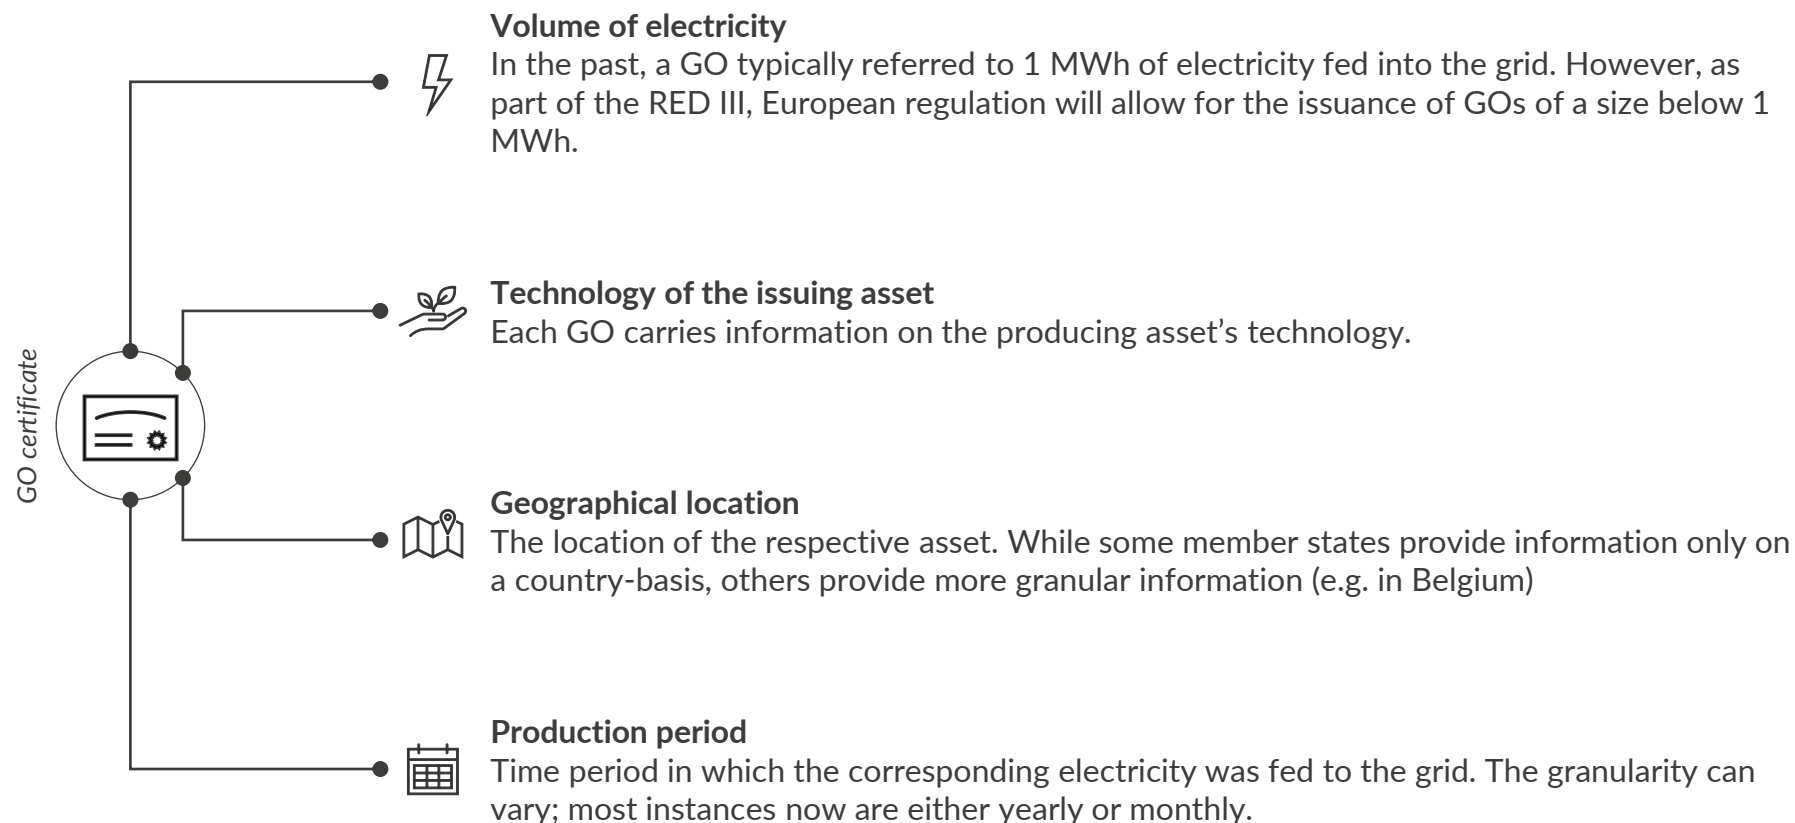 Volume of electricity
In the past, a GO typically referred to 1 MWh of electricity fed into the grid. However, as
part of the RED III, European regulation will allow for the issuance of GOs of a size below 1
MWh.
Technology of the issuing asset
Each GO carries information on the producing asset’s technology.
GO certificate
Geographical location
The location of the respective asset. While some member states provide information only on
a country-basis, others provide more granular information (e.g. in Belgium)
Production period
Time period in which the corresponding electricity was fed to the grid. The granularity can
vary; most instances now are either yearly or monthly.